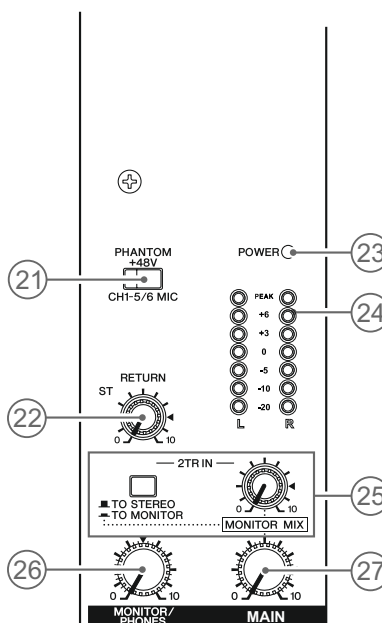 PHANTOM
+48V
CH1-5/6 MIC
21
POWER
23
PEAK
+6
+3
0
-5
-10
-20
L R
24
RETURN
ST
0 10
22
2TR IN
TO STEREO
TO MONITOR
0 10
MONITOR MIX
25
0 10
26
MONITOR/
PHONES
0 10
27
MAIN